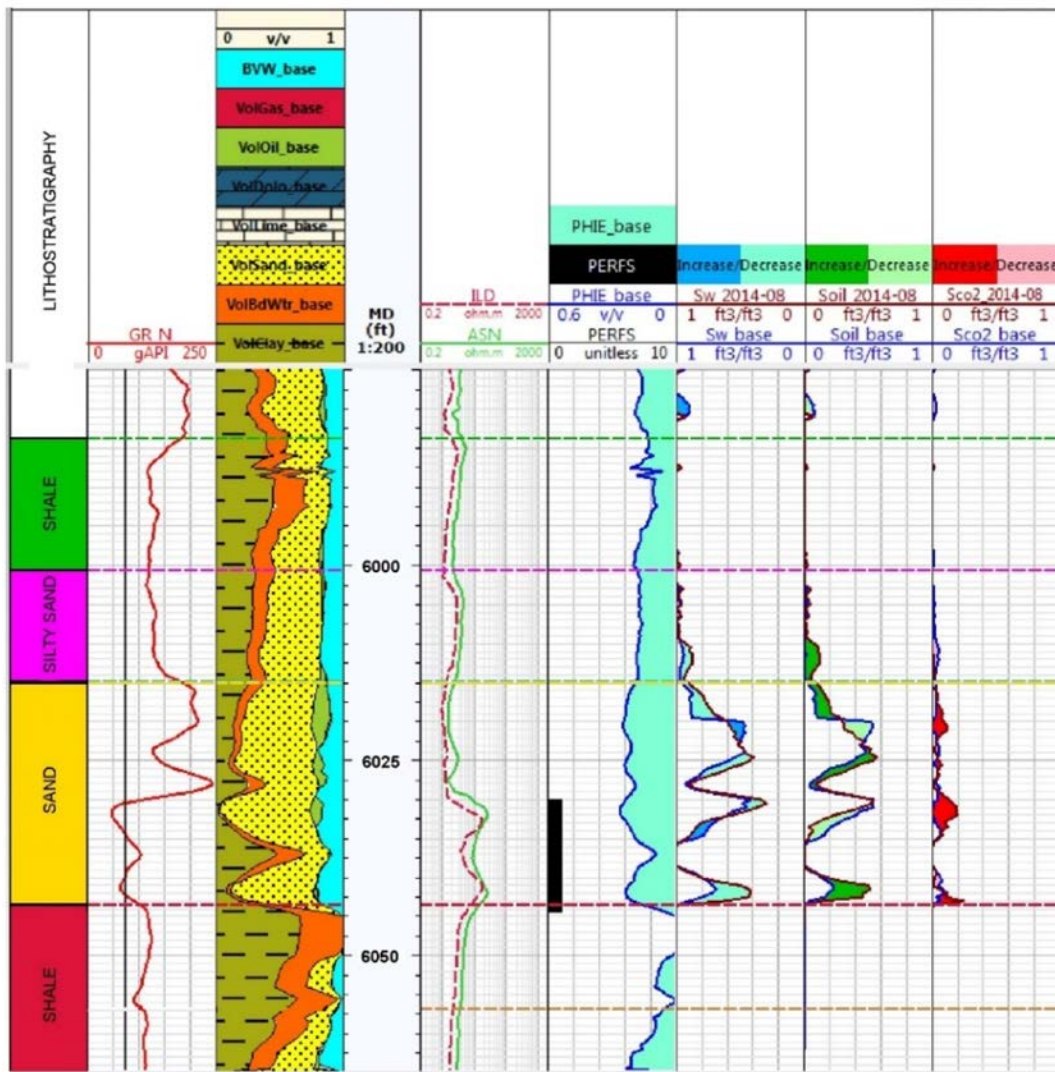 LITHOSTRATIGRAPHY
GR_N
0 gAPI 250
0 v/v 1
BVW_base
VolGas_base
VolOil_base
VolDolo_base
VolLime_base
VolSand_base
VolBdWtr_base
VolClay_base
MD
(ft)
1:200
ILD
0.2 ohm.m 2000
ASN
0.2 ohm.m 2000
PHIE_base
PERFS
PHIE_base
0.6 v/v 0
PERFS
0 unitless 10
Increase/Decrease
Sw_2014-08
1 ft3/ft3 0
Sw_base
1 ft3/ft3 0
Increase/Decrease
Soil_2014-08
0 ft3/ft3 1
Soil_base
0 ft3/ft3 1
Increase/Decrease
Sco2_2014-08
0 ft3/ft3 1
Sco2_base
0 ft3/ft3 1
SHALE
SILTY SAND
SAND
SHALE
6000
6025
6050